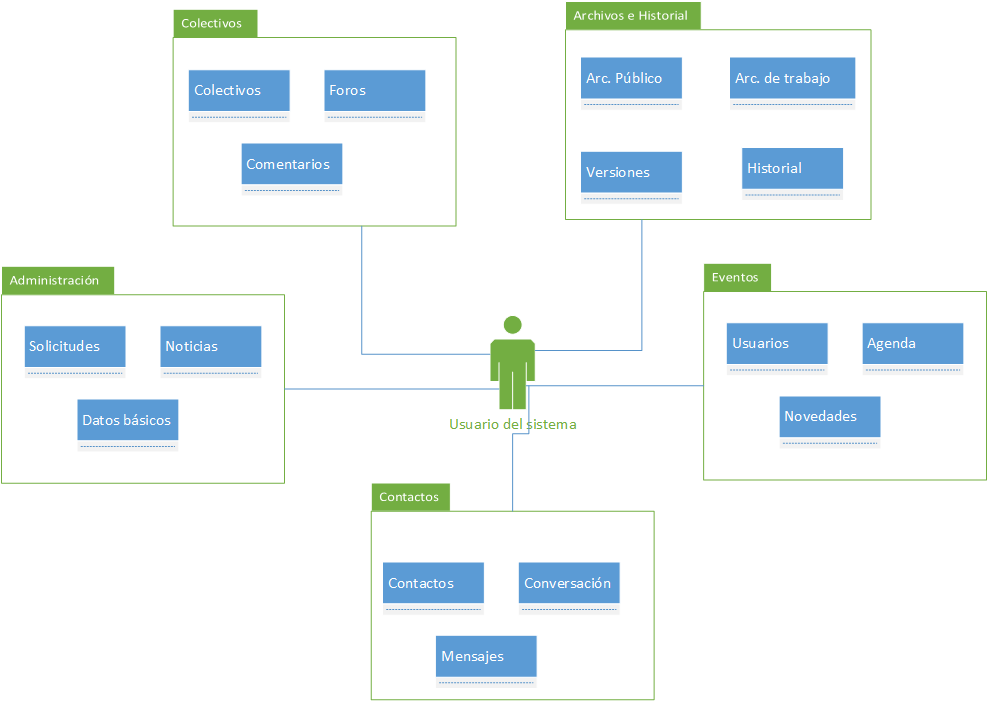 Colectivos
Colectivos
Foros
Comentarios
Archivos e Historial
Arc. Público
Arc. de trabajo
Versiones
Historial
Administración
Solicitudes
Noticias
Datos básicos
Usuario del sistema
Eventos
Usuarios
Agenda
Novedades
Contactos
Contactos
Conversación
Mensajes